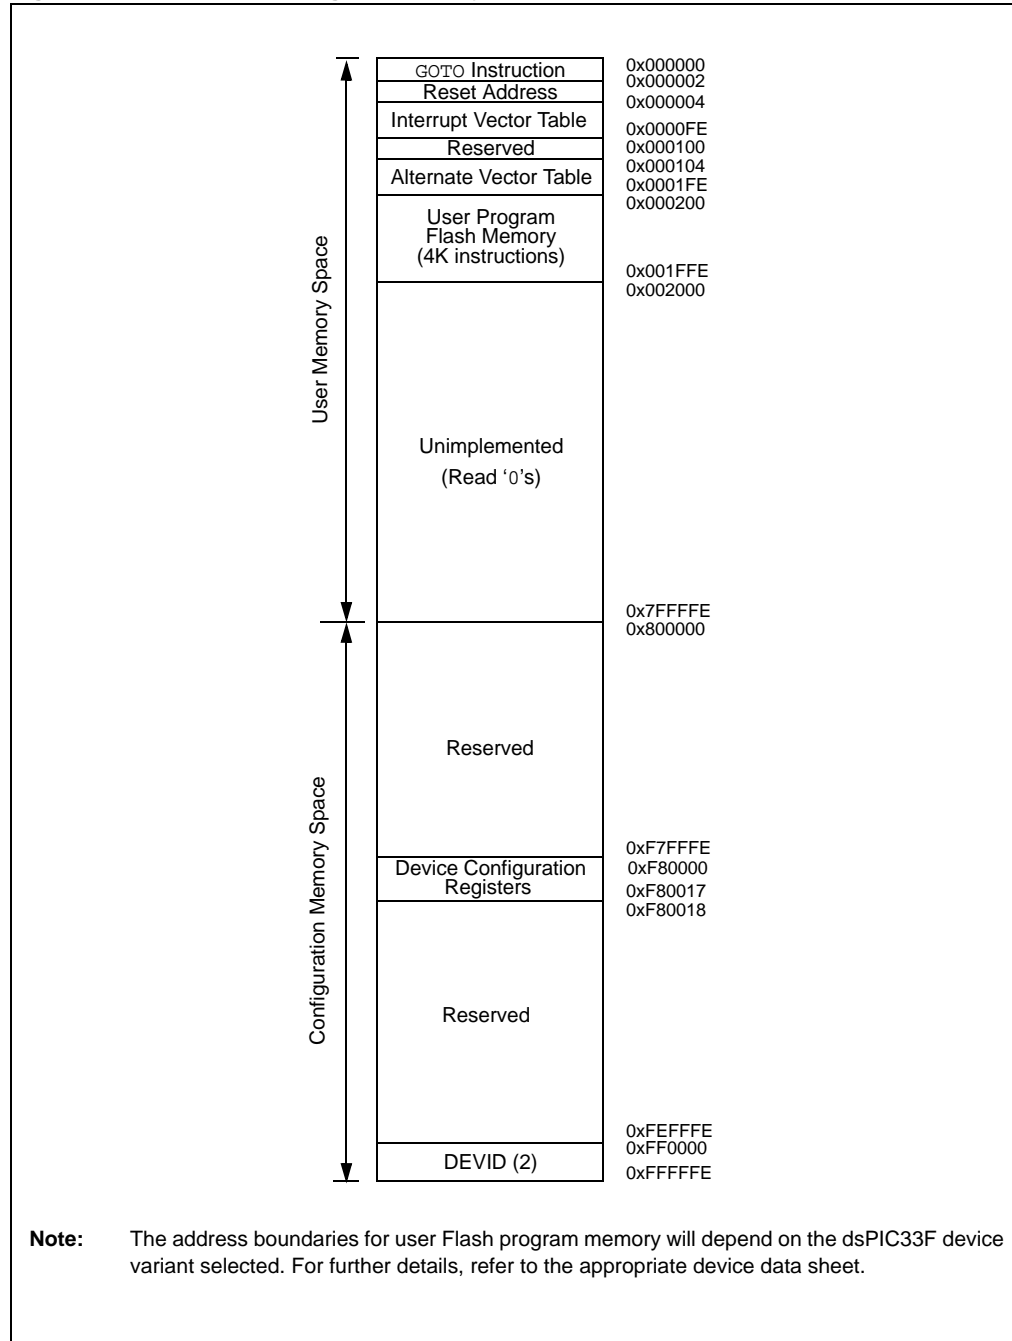 GOTO Instruction
0x000000
0x000002
Reset Address
0x000004
Interrupt Vector Table
0x0000FE
Reserved
0x000100
0x000104
Alternate Vector Table
0x0001FE
0x000200
User Program
Flash Memory
(4K instructions)
0x001FFE
0x002000
User Memory Space
Unimplemented
(Read ‘0’s)
0x7FFFFE
0x800000
Reserved
Configuration Memory Space
0xF7FFFE
Device Configuration
Registers
0xF80000
0xF80017
0xF80018
Reserved
0xFEFFFE
0xFF0000
DEVID (2)
0xFFFFFE
Note: The address boundaries for user Flash program memory will depend on the dsPIC33F device
variant selected. For further details, refer to the appropriate device data sheet.